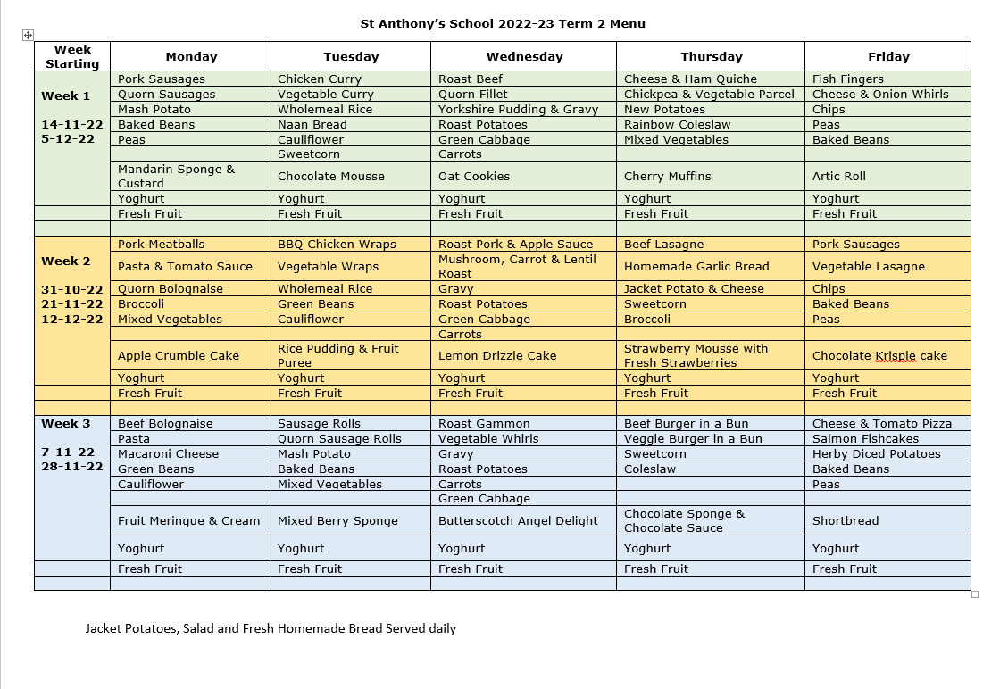 St Anthony’s School 2022-23 Term 2 Menu
Week Starting Monday Tuesday Wednesday Thursday Friday
Week 1
14-11-22
5-12-22
Pork Sausages Chicken Curry Roast Beef Cheese & Ham Quiche Fish Fingers
Quorn Sausages Vegetable Curry Quorn Fillet Chickpea & Vegetable Parcel Cheese & Onion Whirls
Mash Potato Wholemeal Rice Yorkshire Pudding & Gravy New Potatoes Chips
Baked Beans Naan Bread Roast Potatoes Rainbow Coleslaw Peas
Peas Cauliflower Green Cabbage Mixed Vegetables Baked Beans
Sweetcorn Carrots
Mandarin Sponge & Custard Chocolate Mousse Oat Cookies Cherry Muffins Artic Roll
Yoghurt Yoghurt Yoghurt Yoghurt Yoghurt
Fresh Fruit Fresh Fruit Fresh Fruit Fresh Fruit Fresh Fruit
Week 2
31-10-22
21-11-22
12-12-22
Pork Meatballs BBQ Chicken Wraps Roast Pork & Apple Sauce Beef Lasagne Pork Sausages
Pasta & Tomato Sauce Vegetable Wraps Mushroom, Carrot & Lentil Roast Homemade Garlic Bread Vegetable Lasagne
Quorn Bolognaise Wholemeal Rice Gravy Jacket Potato & Cheese Chips
Broccoli Green Beans Roast Potatoes Sweetcorn Baked Beans
Mixed Vegetables Cauliflower Green Cabbage Broccoli Peas
Carrots
Apple Crumble Cake Rice Pudding & Fruit Puree Lemon Drizzle Cake Strawberry Mousse with Fresh Strawberries Chocolate Krispie cake
Yoghurt Yoghurt Yoghurt Yoghurt Yoghurt
Fresh Fruit Fresh Fruit Fresh Fruit Fresh Fruit Fresh Fruit
Week 3
7-11-22
28-11-22
Beef Bolognaise Sausage Rolls Roast Gammon Beef Burger in a Bun Cheese & Tomato Pizza
Pasta Quorn Sausage Rolls Vegetable Whirls Veggie Burger in a Bun Salmon Fishcakes
Macaroni Cheese Mash Potato Gravy Sweetcorn Herby Diced Potatoes
Green Beans Baked Beans Roast Potatoes Coleslaw Baked Beans
Cauliflower Mixed Vegetables Carrots Peas
Green Cabbage
Fruit Meringue & Cream Mixed Berry Sponge Butterscotch Angel Delight Chocolate Sponge & Chocolate Sauce Shortbread
Yoghurt Yoghurt Yoghurt Yoghurt Yoghurt
Fresh Fruit Fresh Fruit Fresh Fruit Fresh Fruit Fresh Fruit
Jacket Potatoes, Salad and Fresh Homemade Bread Served daily